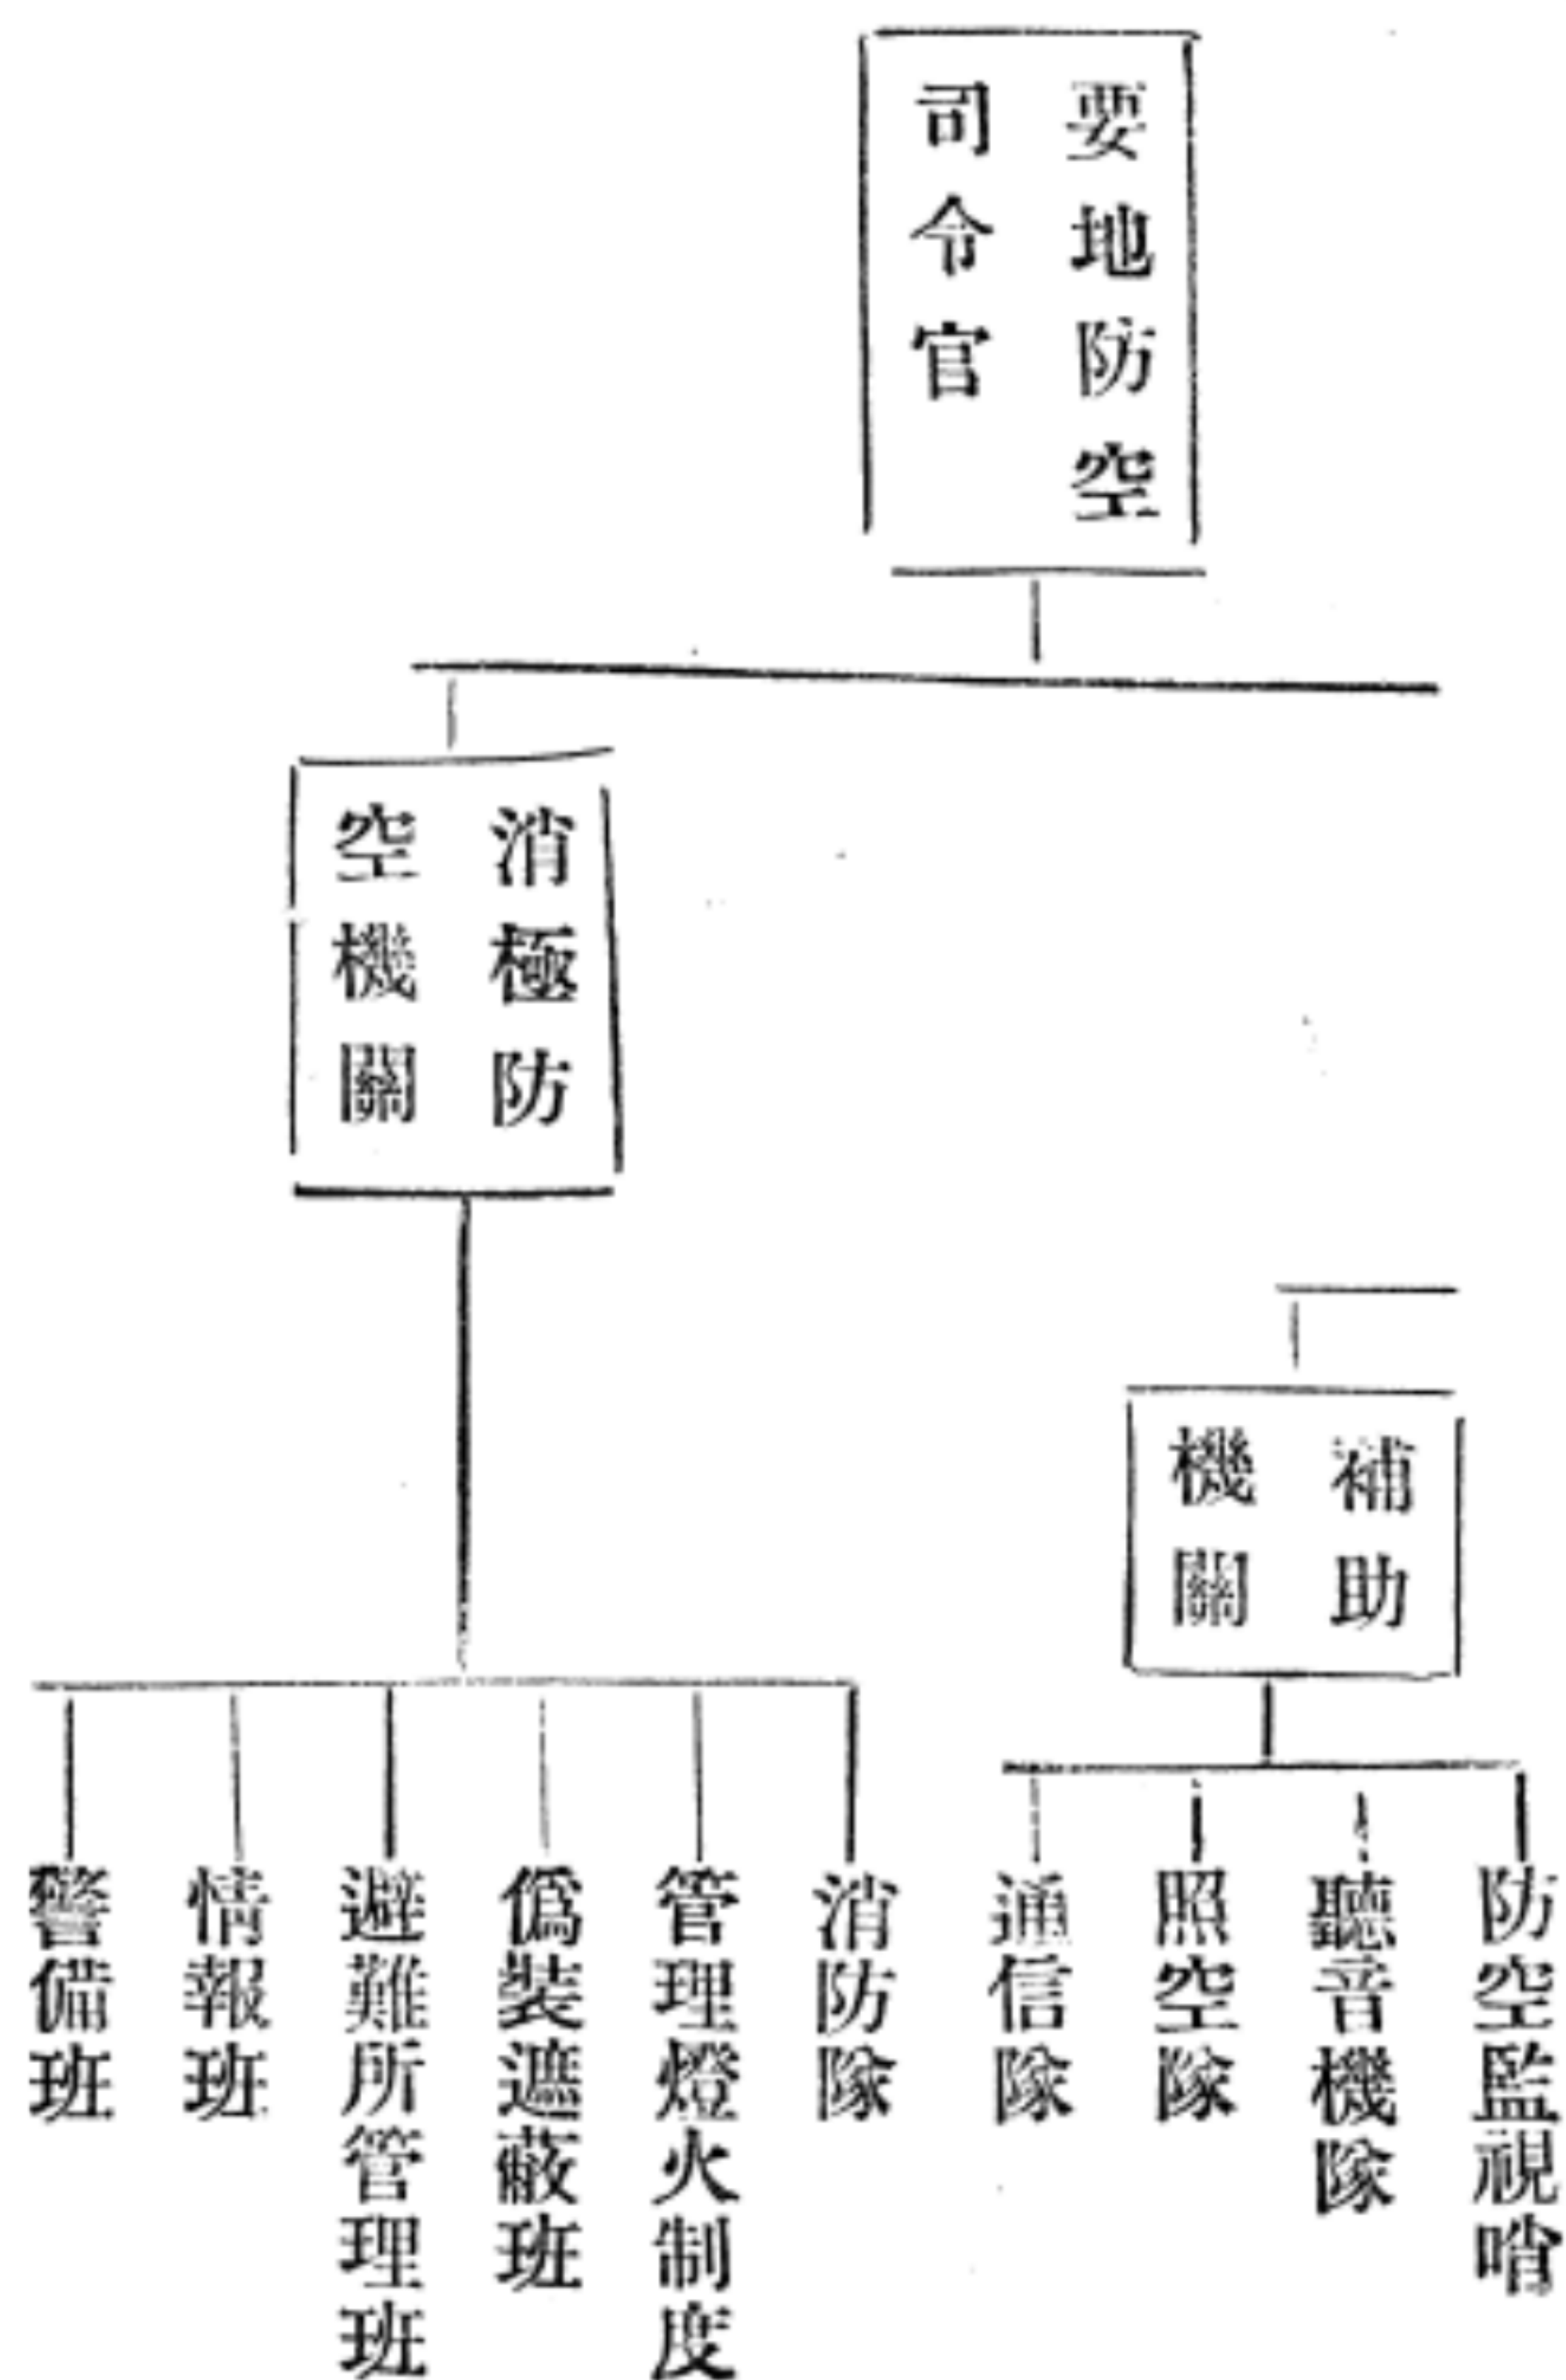 要地防空
司令官
消極防
空機關
補助
機關
防空監視哨
聽音機隊
照空隊
通信隊
消防隊
管理燈火制度
僞裝遮蔽班
避難所管理班
情報班
警備班